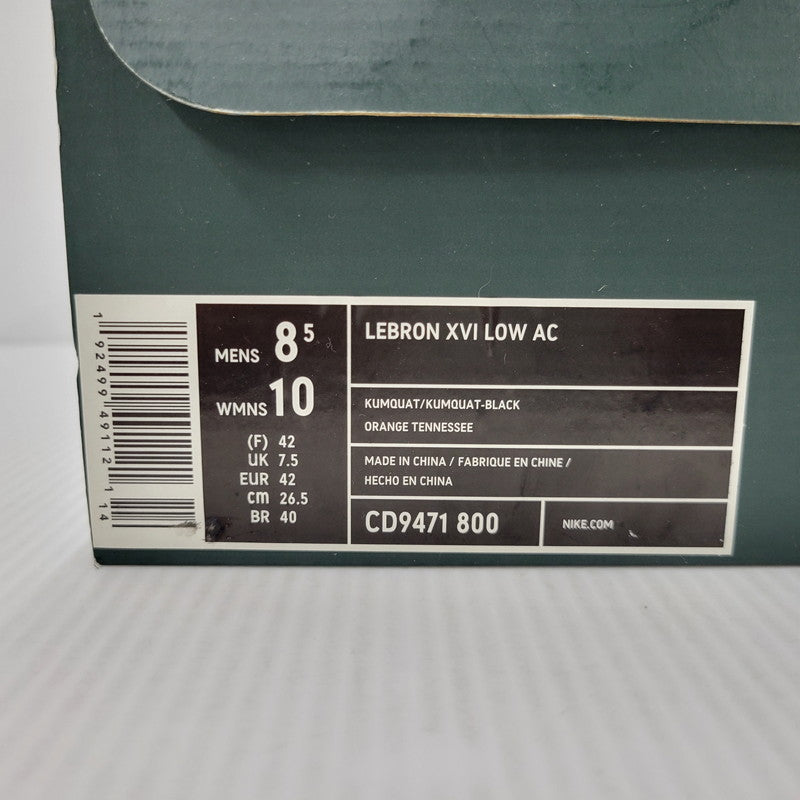 1 92499 49112 1 14
MENS 8 5
WMNS 10
(F) 42
UK 7.5
EUR 42
cm 26.5
BR 40
LEBRON XVI LOW AC
KUMQUAT/KUMQUAT-BLACK
ORANGE TENNESSEE
MADE IN CHINA / FABRIQUE EN CHINE /
HECHO EN CHINA
CD9471 800
NIKE.COM